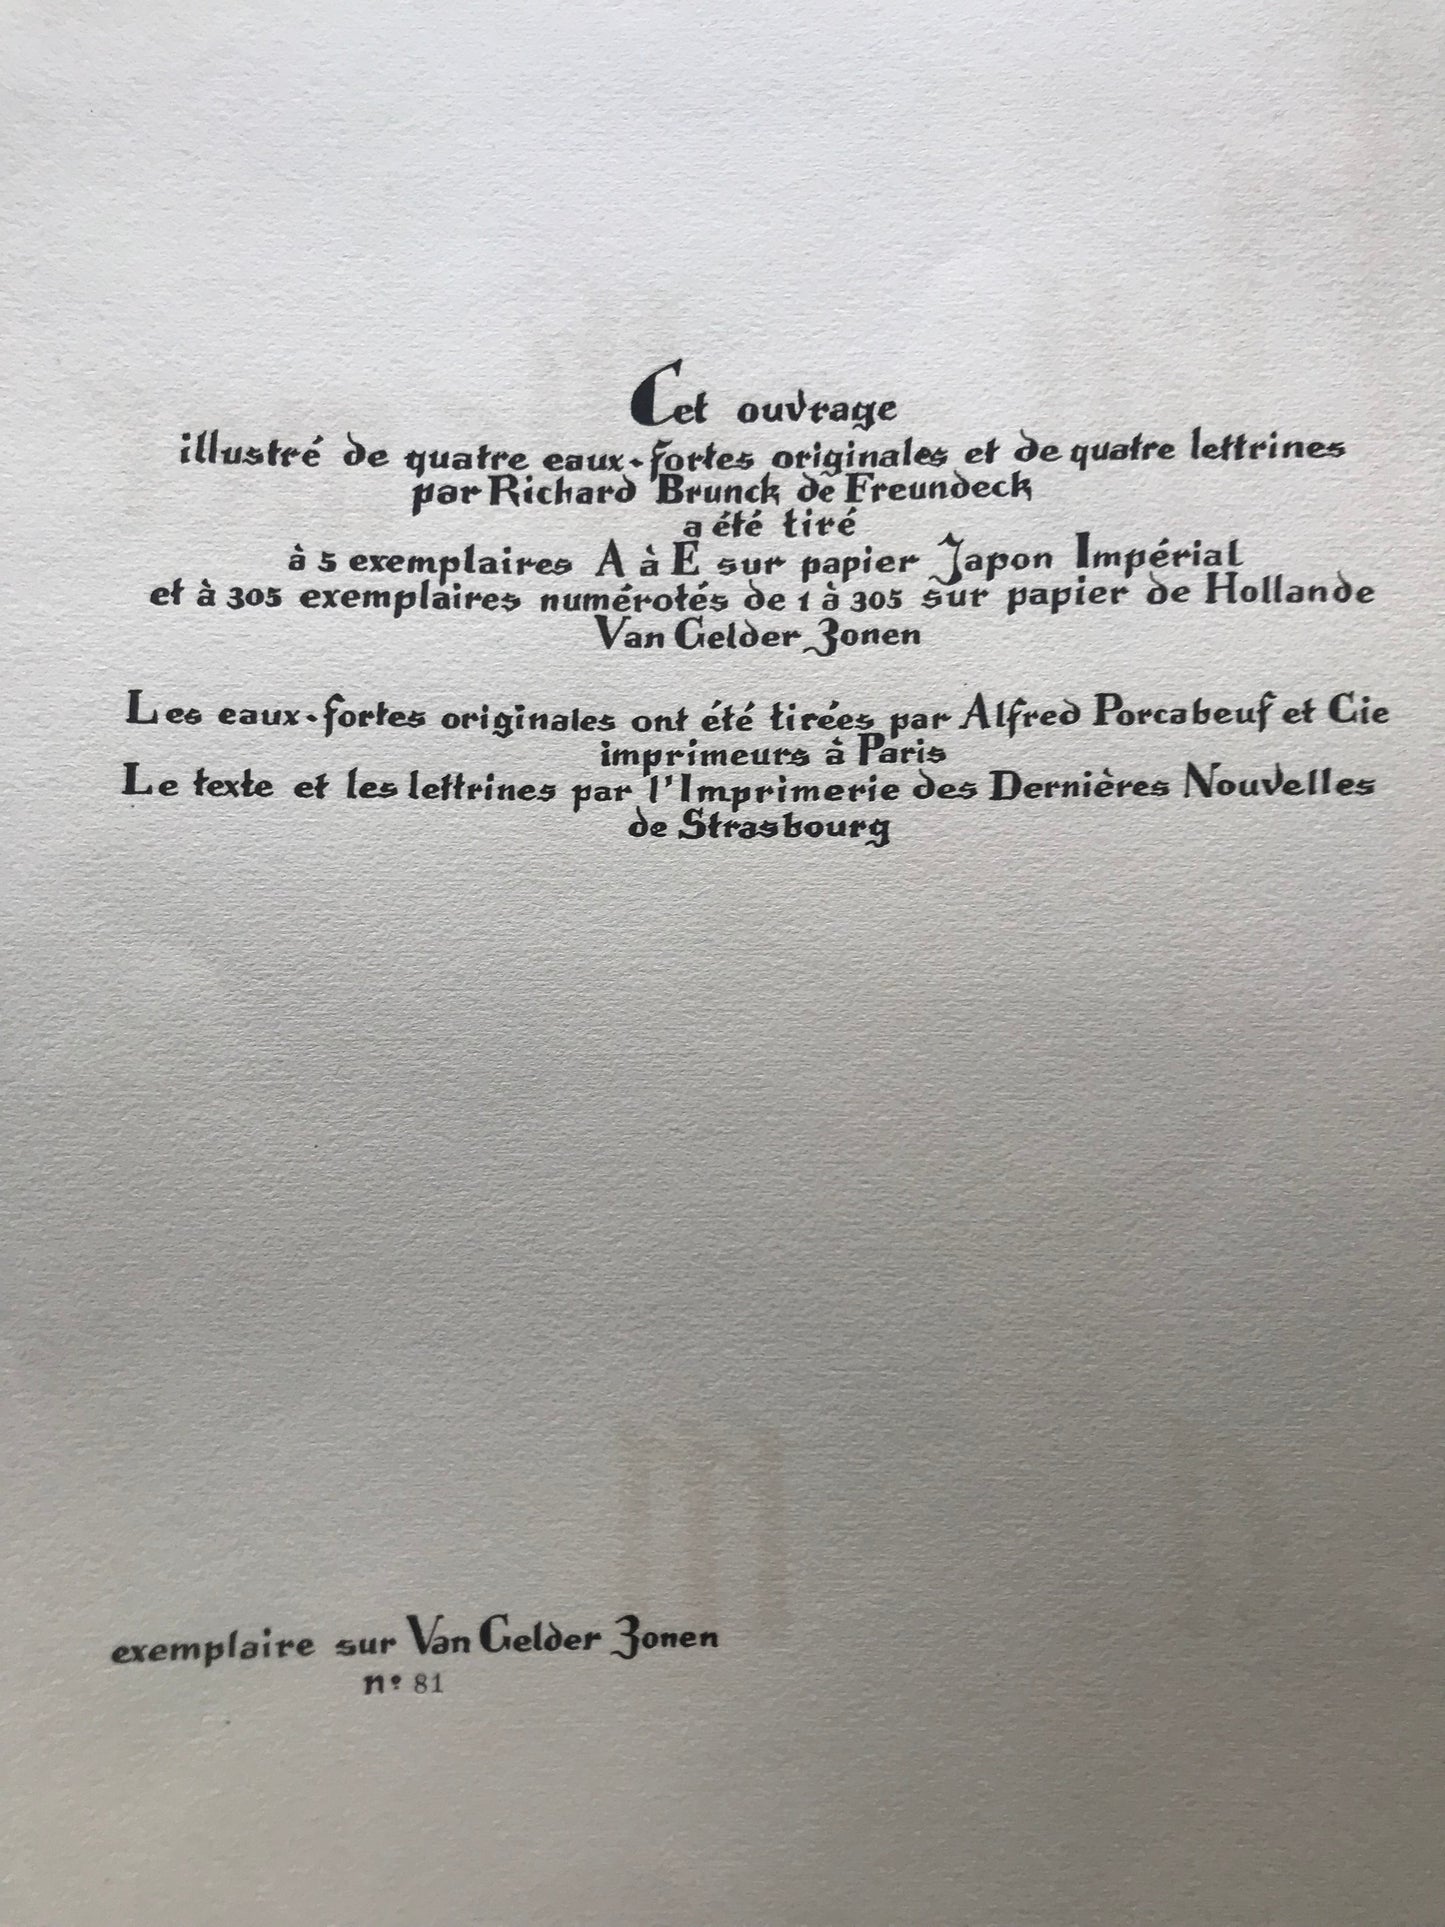 Cet ouvrage
illustré de quatre eaux-fortes originales et de quatre lettrines
par Richard Brunck de Freundeck
a été tiré
à 5 exemplaires A à E sur papier Japon Impérial
et à 305 exemplaires numérotés de 1 à 305 sur papier de Hollande
Van Gelder Zonen
Les eaux-fortes originales ont été tirées par Alfred Porcabeuf et Cie
imprimeurs à Paris
Le texte et les lettrines par l'Imprimerie des Dernières Nouvelles
de Strasbourg
exemplaire sur Van Gelder Zonen
n° 81